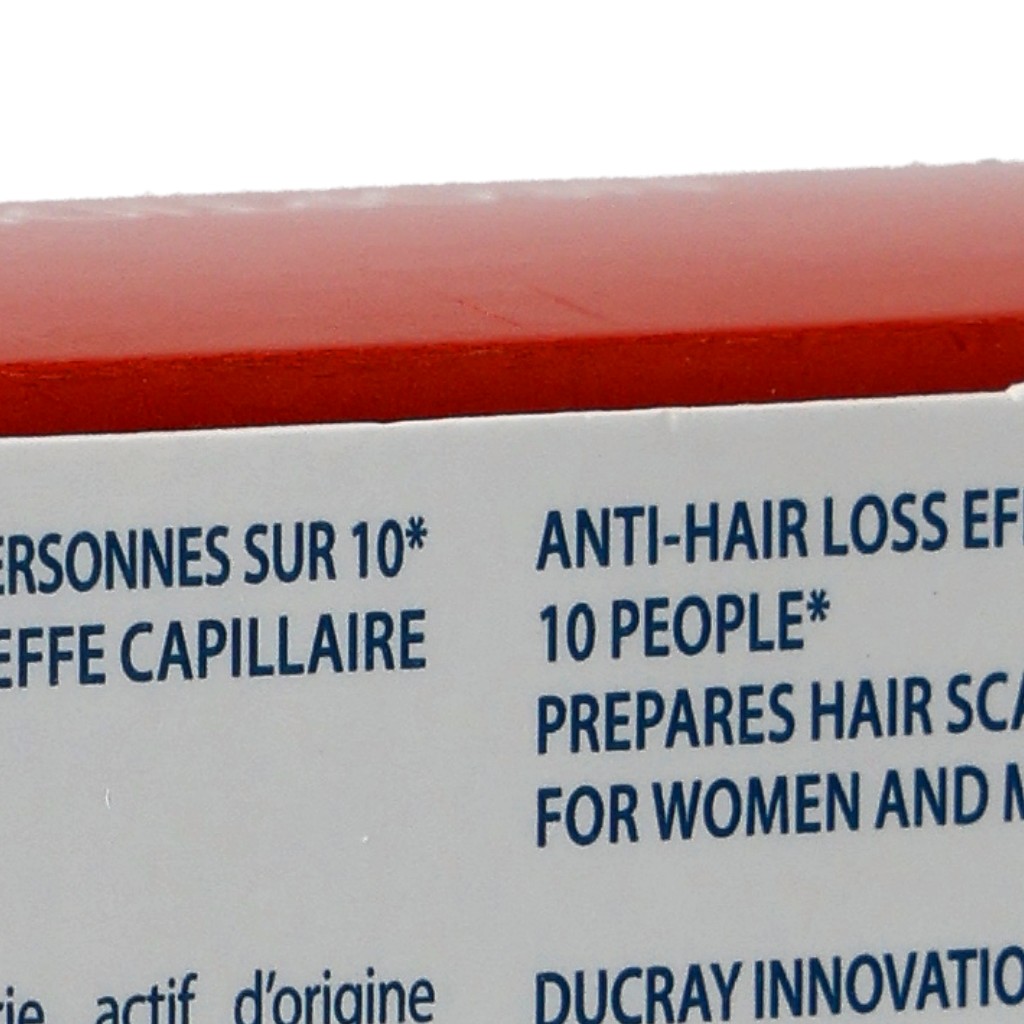 ERSONNES SUR 10*
EFFE CAPILLAIRE
actif d'origine
ANTI-HAIR LOSS EF
10 PEOPLE*
PREPARES HAIR SCA
FOR WOMEN AND M
DUCRAY INNOVATIO